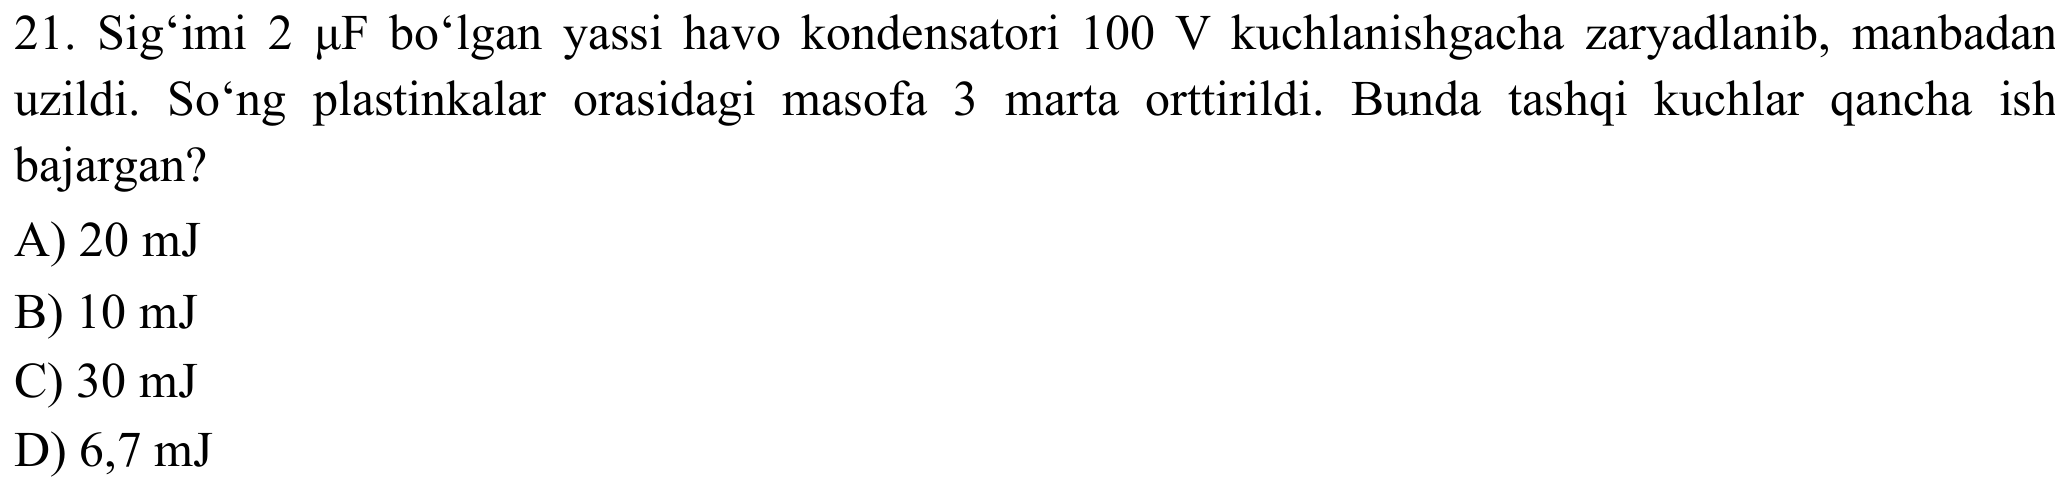 21. Sig‘imi 2 μF bo‘lgan yassi havo kondensatori 100 V kuchlanishgacha zaryadlanib, manbadan
uzildi. So‘ng plastinkalar orasidagi masofa 3 marta orttirildi. Bunda tashqi kuchlar qancha ish
bajargan?
A) 20 mJ
B) 10 mJ
C) 30 mJ
D) 6,7 mJ